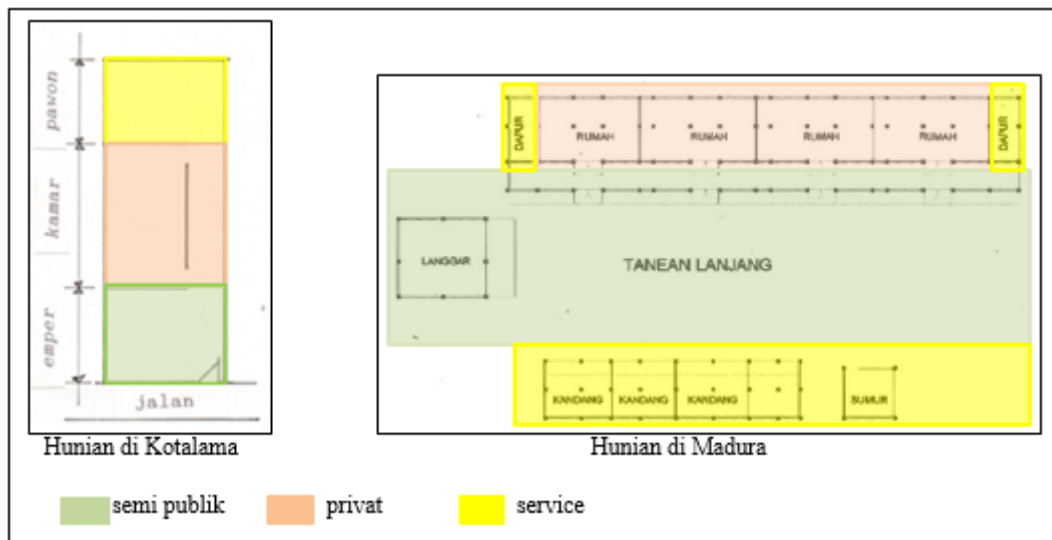 pawon
kamar
emper
jalan
Hunian di Kotalama
DAPUR
RUMAH
RUMAH
RUMAH
RUMAH
DAPUR
LANGGAR
TANEAN LANJANG
KANDANG
KANDANG
KANDANG
SUMUR
Hunian di Madura
semi publik
privat
service